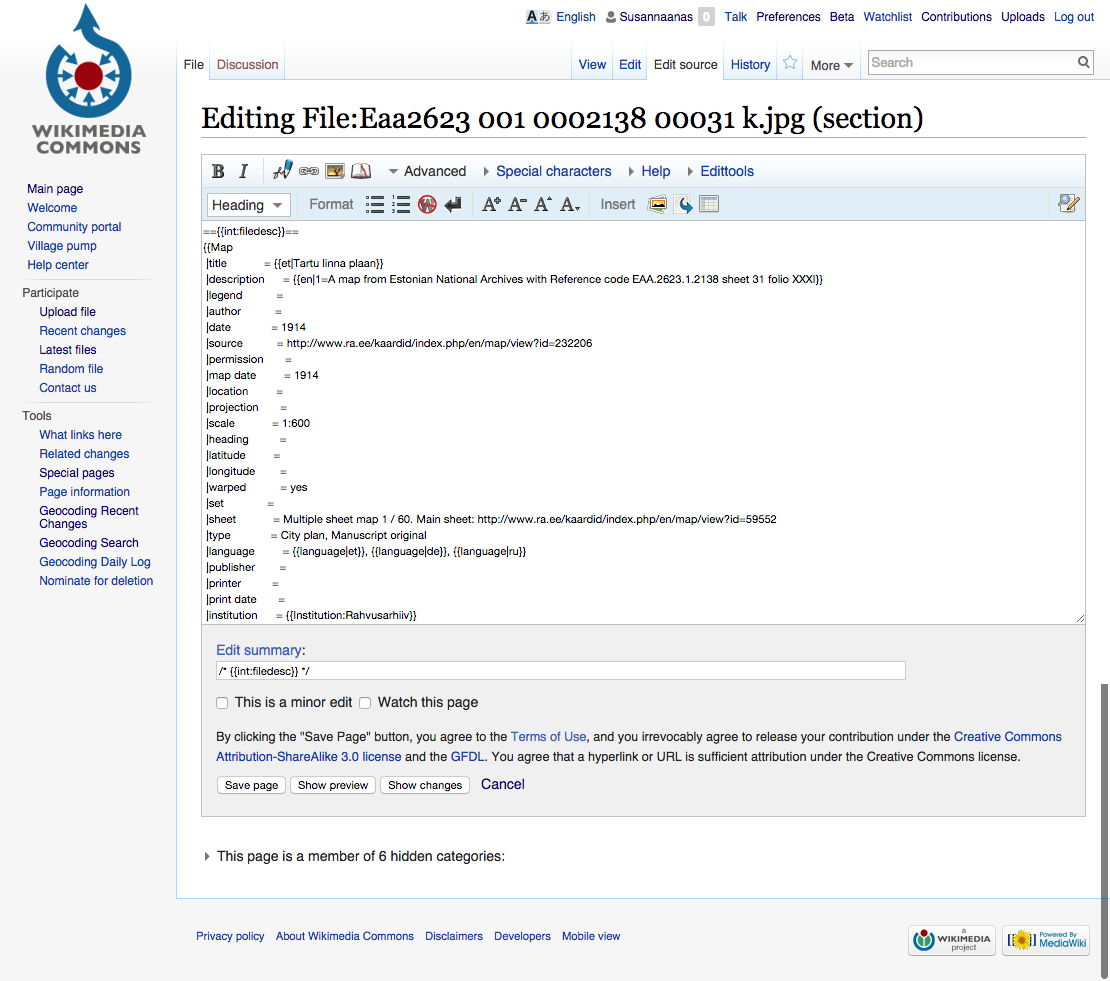 Aあ English Susannaanas 0 Talk Preferences Beta Watchlist Contributions Uploads Log out
WIKIMEDIA
COMMONS
File Discussion View Edit Edit source History More Search
Editing File:Eaa2623 001 0002138 00031 k.jpg (section)
B I Advanced Special characters Help Edittools
Heading Format A A A A Insert
=={{int:filedesc}}==
{{Map
|title = {{et|Tartu linna plaan}}
|description = {{en|1=A map from Estonian National Archives with Reference code EAA.2623.1.2138 sheet 31 folio XXXI}}
|legend =
|author =
|date = 1914
|source = http://www.ra.ee/kaardid/index.php/en/map/view?id=232206
|permission =
|map date = 1914
|location =
|projection =
|scale = 1:600
|heading =
|latitude =
|longitude =
|warped = yes
|set =
|sheet = Multiple sheet map 1 / 60. Main sheet: http://www.ra.ee/kaardid/index.php/en/map/view?id=59552
|type = City plan, Manuscript original
|language = {{language|et}}, {{language|de}}, {{language|ru}}
|publisher =
|printer =
|print date =
|institution = {{Institution:Rahvusarhiiv}}
Main page
Welcome
Community portal
Village pump
Help center
Participate
Upload file
Recent changes
Latest files
Random file
Contact us
Tools
What links here
Related changes
Special pages
Page information
Geocoding Recent
Changes
Geocoding Search
Geocoding Daily Log
Nominate for deletion
Edit summary:
/* {{int:filedesc}} */
This is a minor edit Watch this page
By clicking the "Save Page" button, you agree to the Terms of Use, and you irrevocably agree to release your contribution under the Creative Commons
Attribution-ShareAlike 3.0 license and the GFDL. You agree that a hyperlink or URL is sufficient attribution under the Creative Commons license.
Save page Show preview Show changes Cancel
This page is a member of 6 hidden categories:
Privacy policy About Wikimedia Commons Disclaimers Developers Mobile view
a
WIKIMEDIA
project
Powered By
MediaWiki